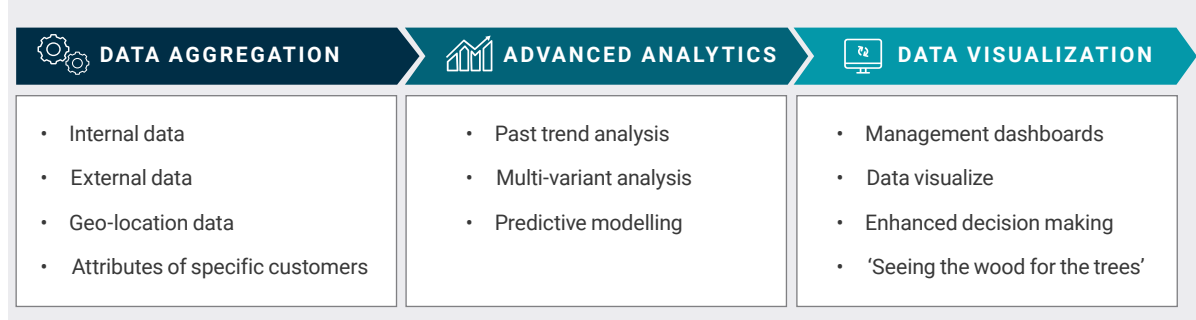 DATA AGGREGATION
• Internal data
• External data
• Geo-location data
• Attributes of specific customers
ADVANCED ANALYTICS
• Past trend analysis
• Multi-variant analysis
• Predictive modelling
DATA VISUALIZATION
• Management dashboards
• Data visualize
• Enhanced decision making
• ‘Seeing the wood for the trees’